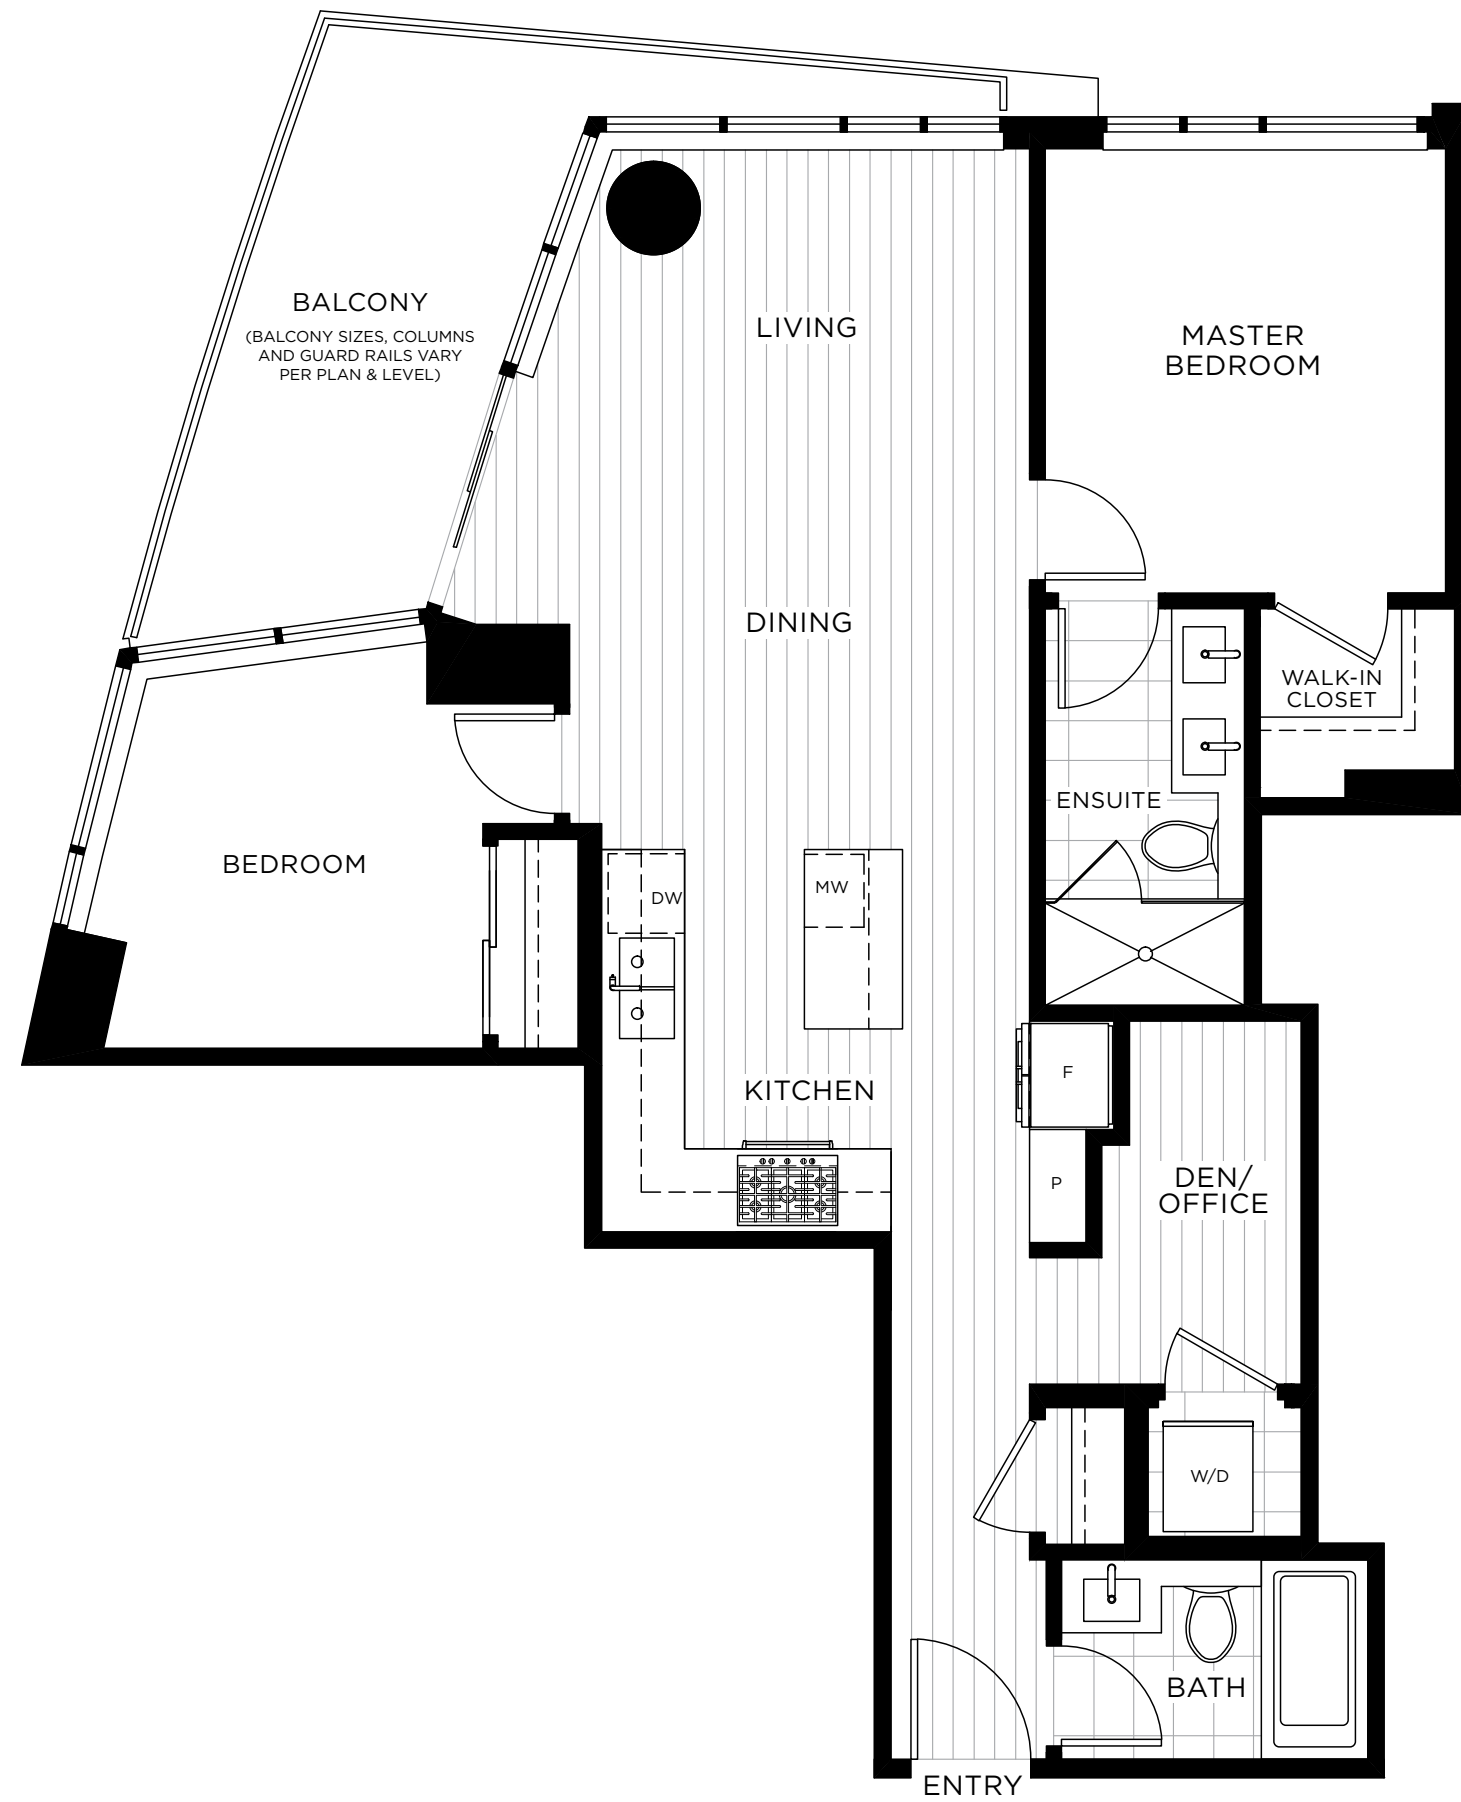 BALCONY
(BALCONY SIZES, COLUMNS
AND GUARD RAILS VARY
PER PLAN & LEVEL)
LIVING
MASTER
BEDROOM
DINING
WALK-IN
CLOSET
ENSUITE
BEDROOM
DW
MW
KITCHEN
F
P
DEN/
OFFICE
W/D
BATH
ENTRY